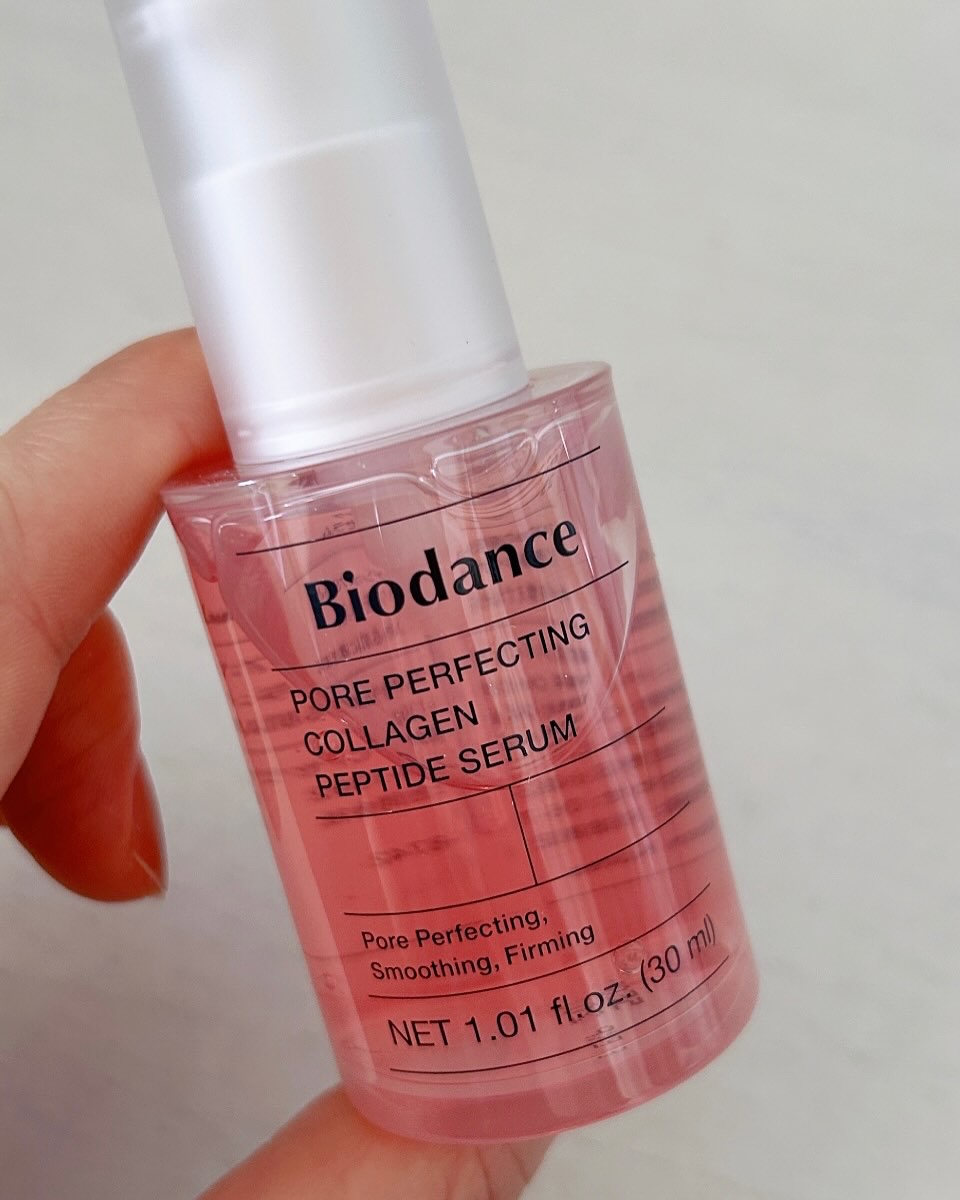 Biodance
PORE PERFECTING
COLLAGEN
PEPTIDE SERUM
Pore Perfecting,
Smoothing, Firming
NET 1.01 fl.oz. (30 ml)